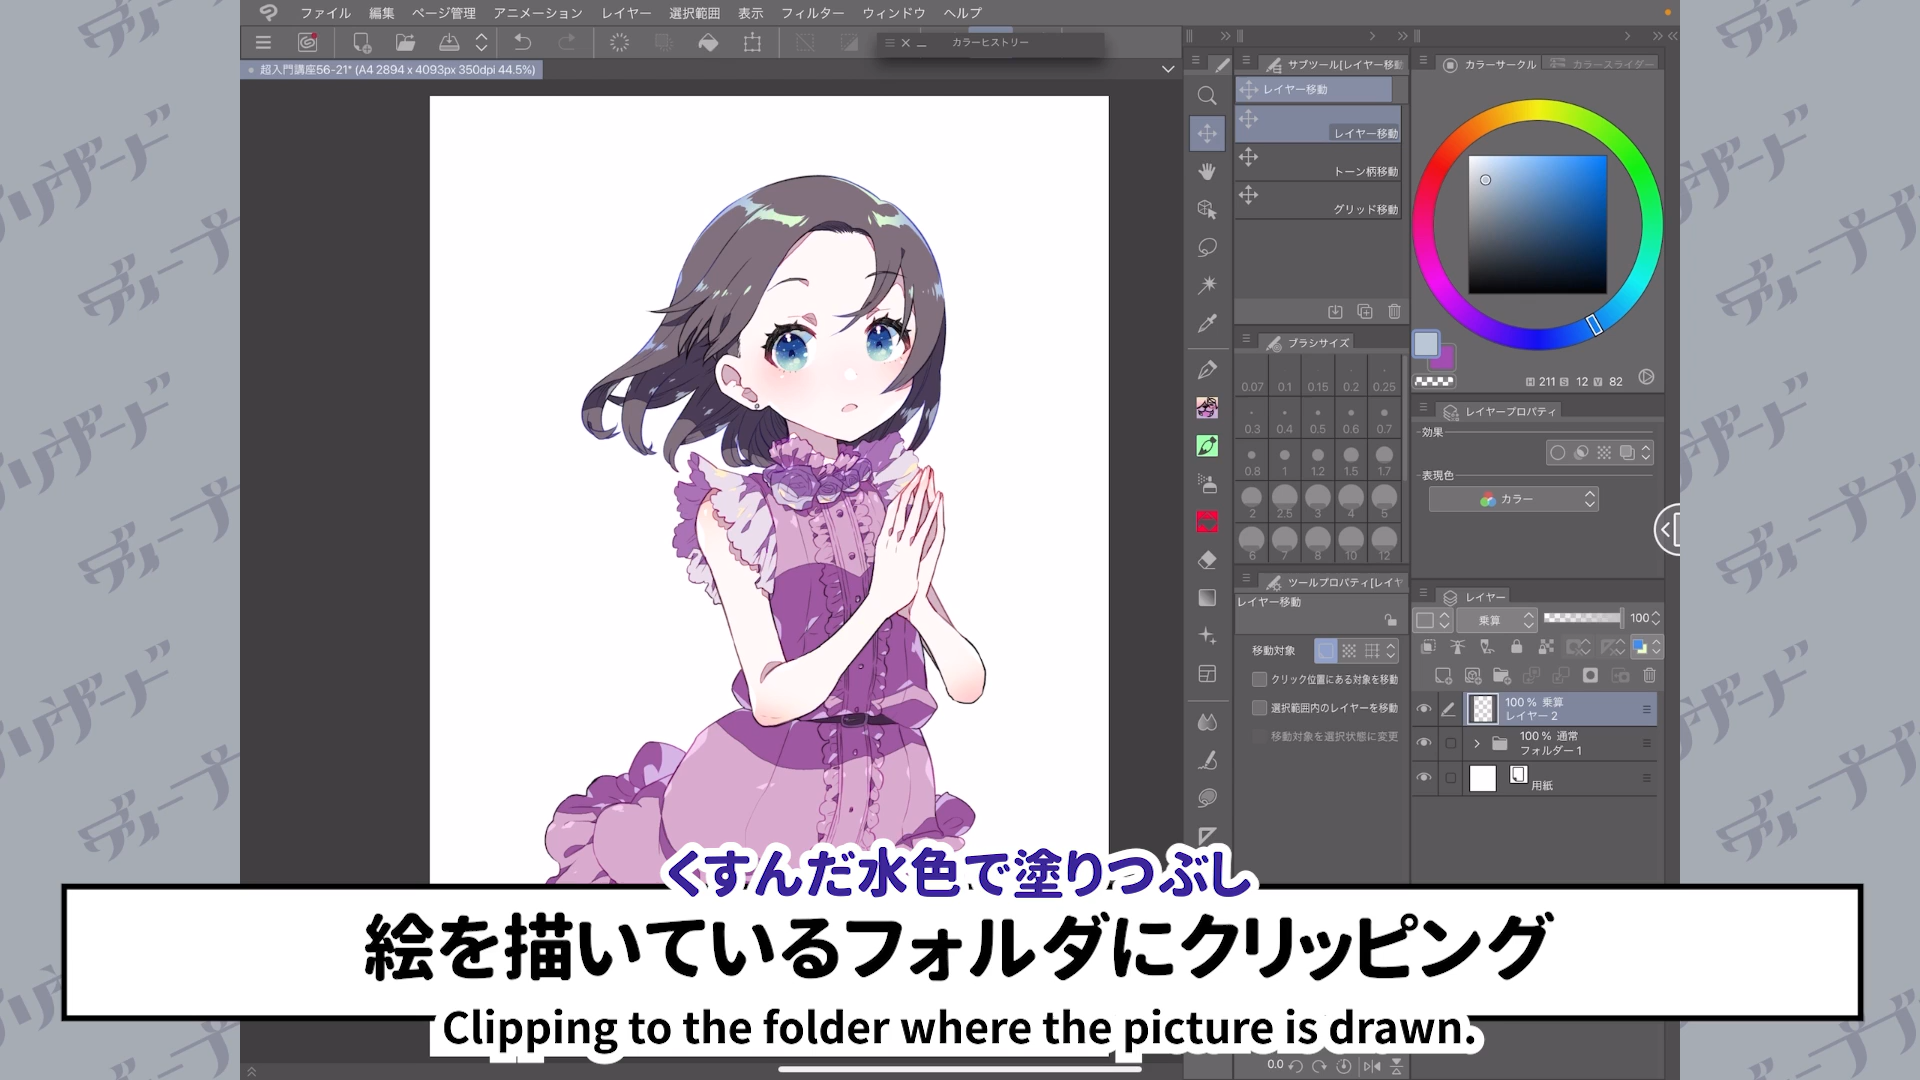 ファイル 編集 ページ管理 アニメーション レイヤー 選択範囲 表示 フィルター ウィンドウ ヘルプ
カラーヒストリー
超入門講座56-21* (A4 2894 x 4093px 350dpi 44.5%)
サブツール[レイヤー移動
レイヤー移動
レイヤー移動
トーン柄移動
グリッド移動
ブラシサイズ
0.07 0.1 0.15 0.2 0.25
0.3 0.4 0.5 0.6 0.7
0.8 1 1.2 1.5 1.7
2 2.5 3 4 5
6 7 8 10 12
ツールプロパティ[レイヤ
レイヤー移動
移動対象
クリック位置にある対象を移動
選択範囲内のレイヤーを移動
移動対象を選択状態に変更
カラーサークル カラースライダー
H 211 S 12 V 82
レイヤープロパティ
効果
表現色
カラー
レイヤー
乗算 100
100% 乗算
レイヤー 2
100% 通常
フォルダー 1
用紙
0.0
くすんだ水色で塗りつぶし
絵を描いているフォルダにクリッピング
Clipping to the folder where the picture is drawn.
ディープブリザード